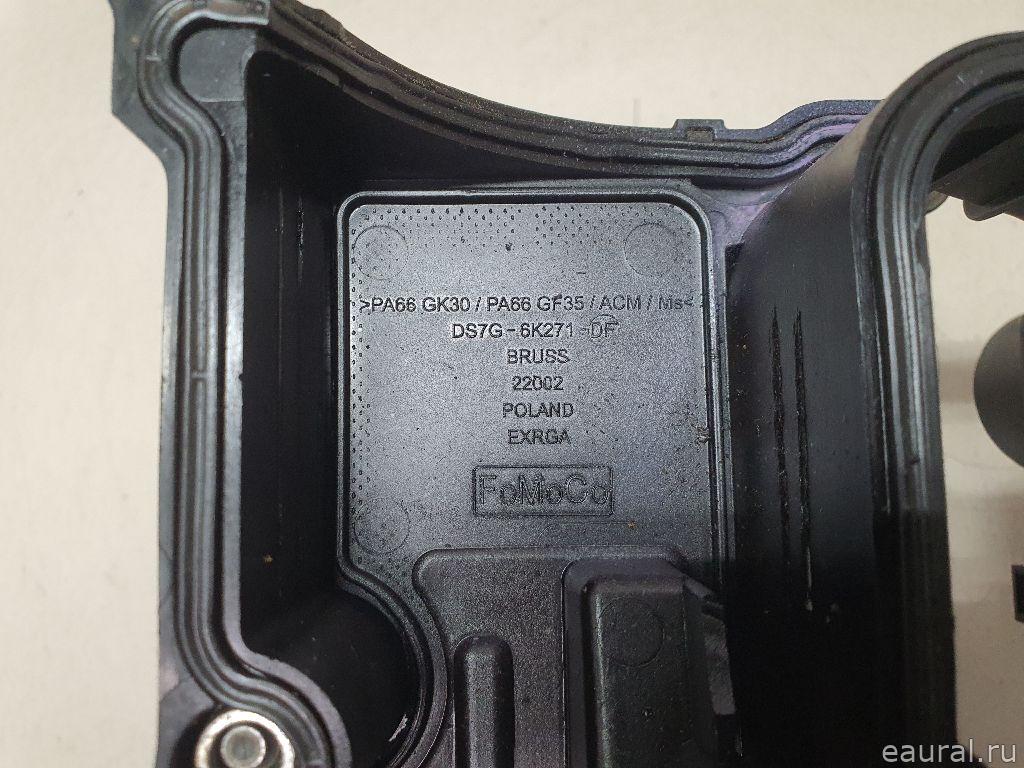 >PA66 GK30 / PA66 GF35 / ACM / Ms<
DS7G-6K271-DF
BRUSS
22002
POLAND
EXRGA
FoMoCo
eaural.ru